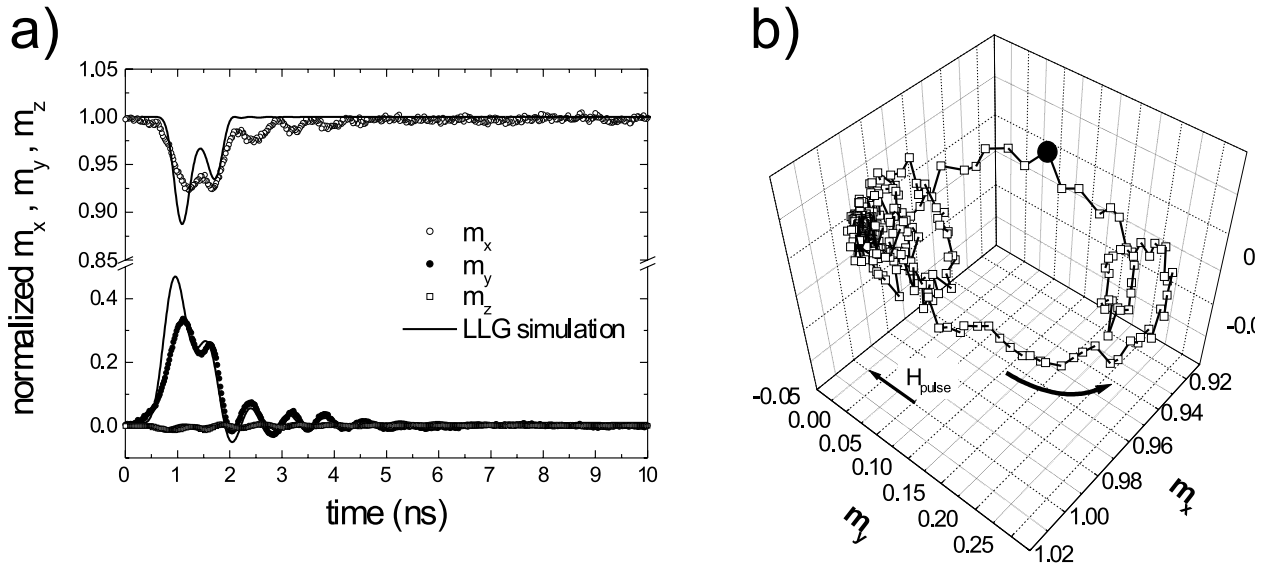 a)
normalized m_x , m_y , m_z
1.05
1.00
0.95
0.90
0.85
0.4
0.2
0.0
m_x
m_y
m_z
LLG simulation
0 1 2 3 4 5 6 7 8 9 10
time (ns)
b)
0
-0.0
H_pulse
-0.05
0.00
0.05
0.10
0.15
0.20
0.25
m_y
0.92
0.94
0.96
0.98
1.00
1.02
m_x